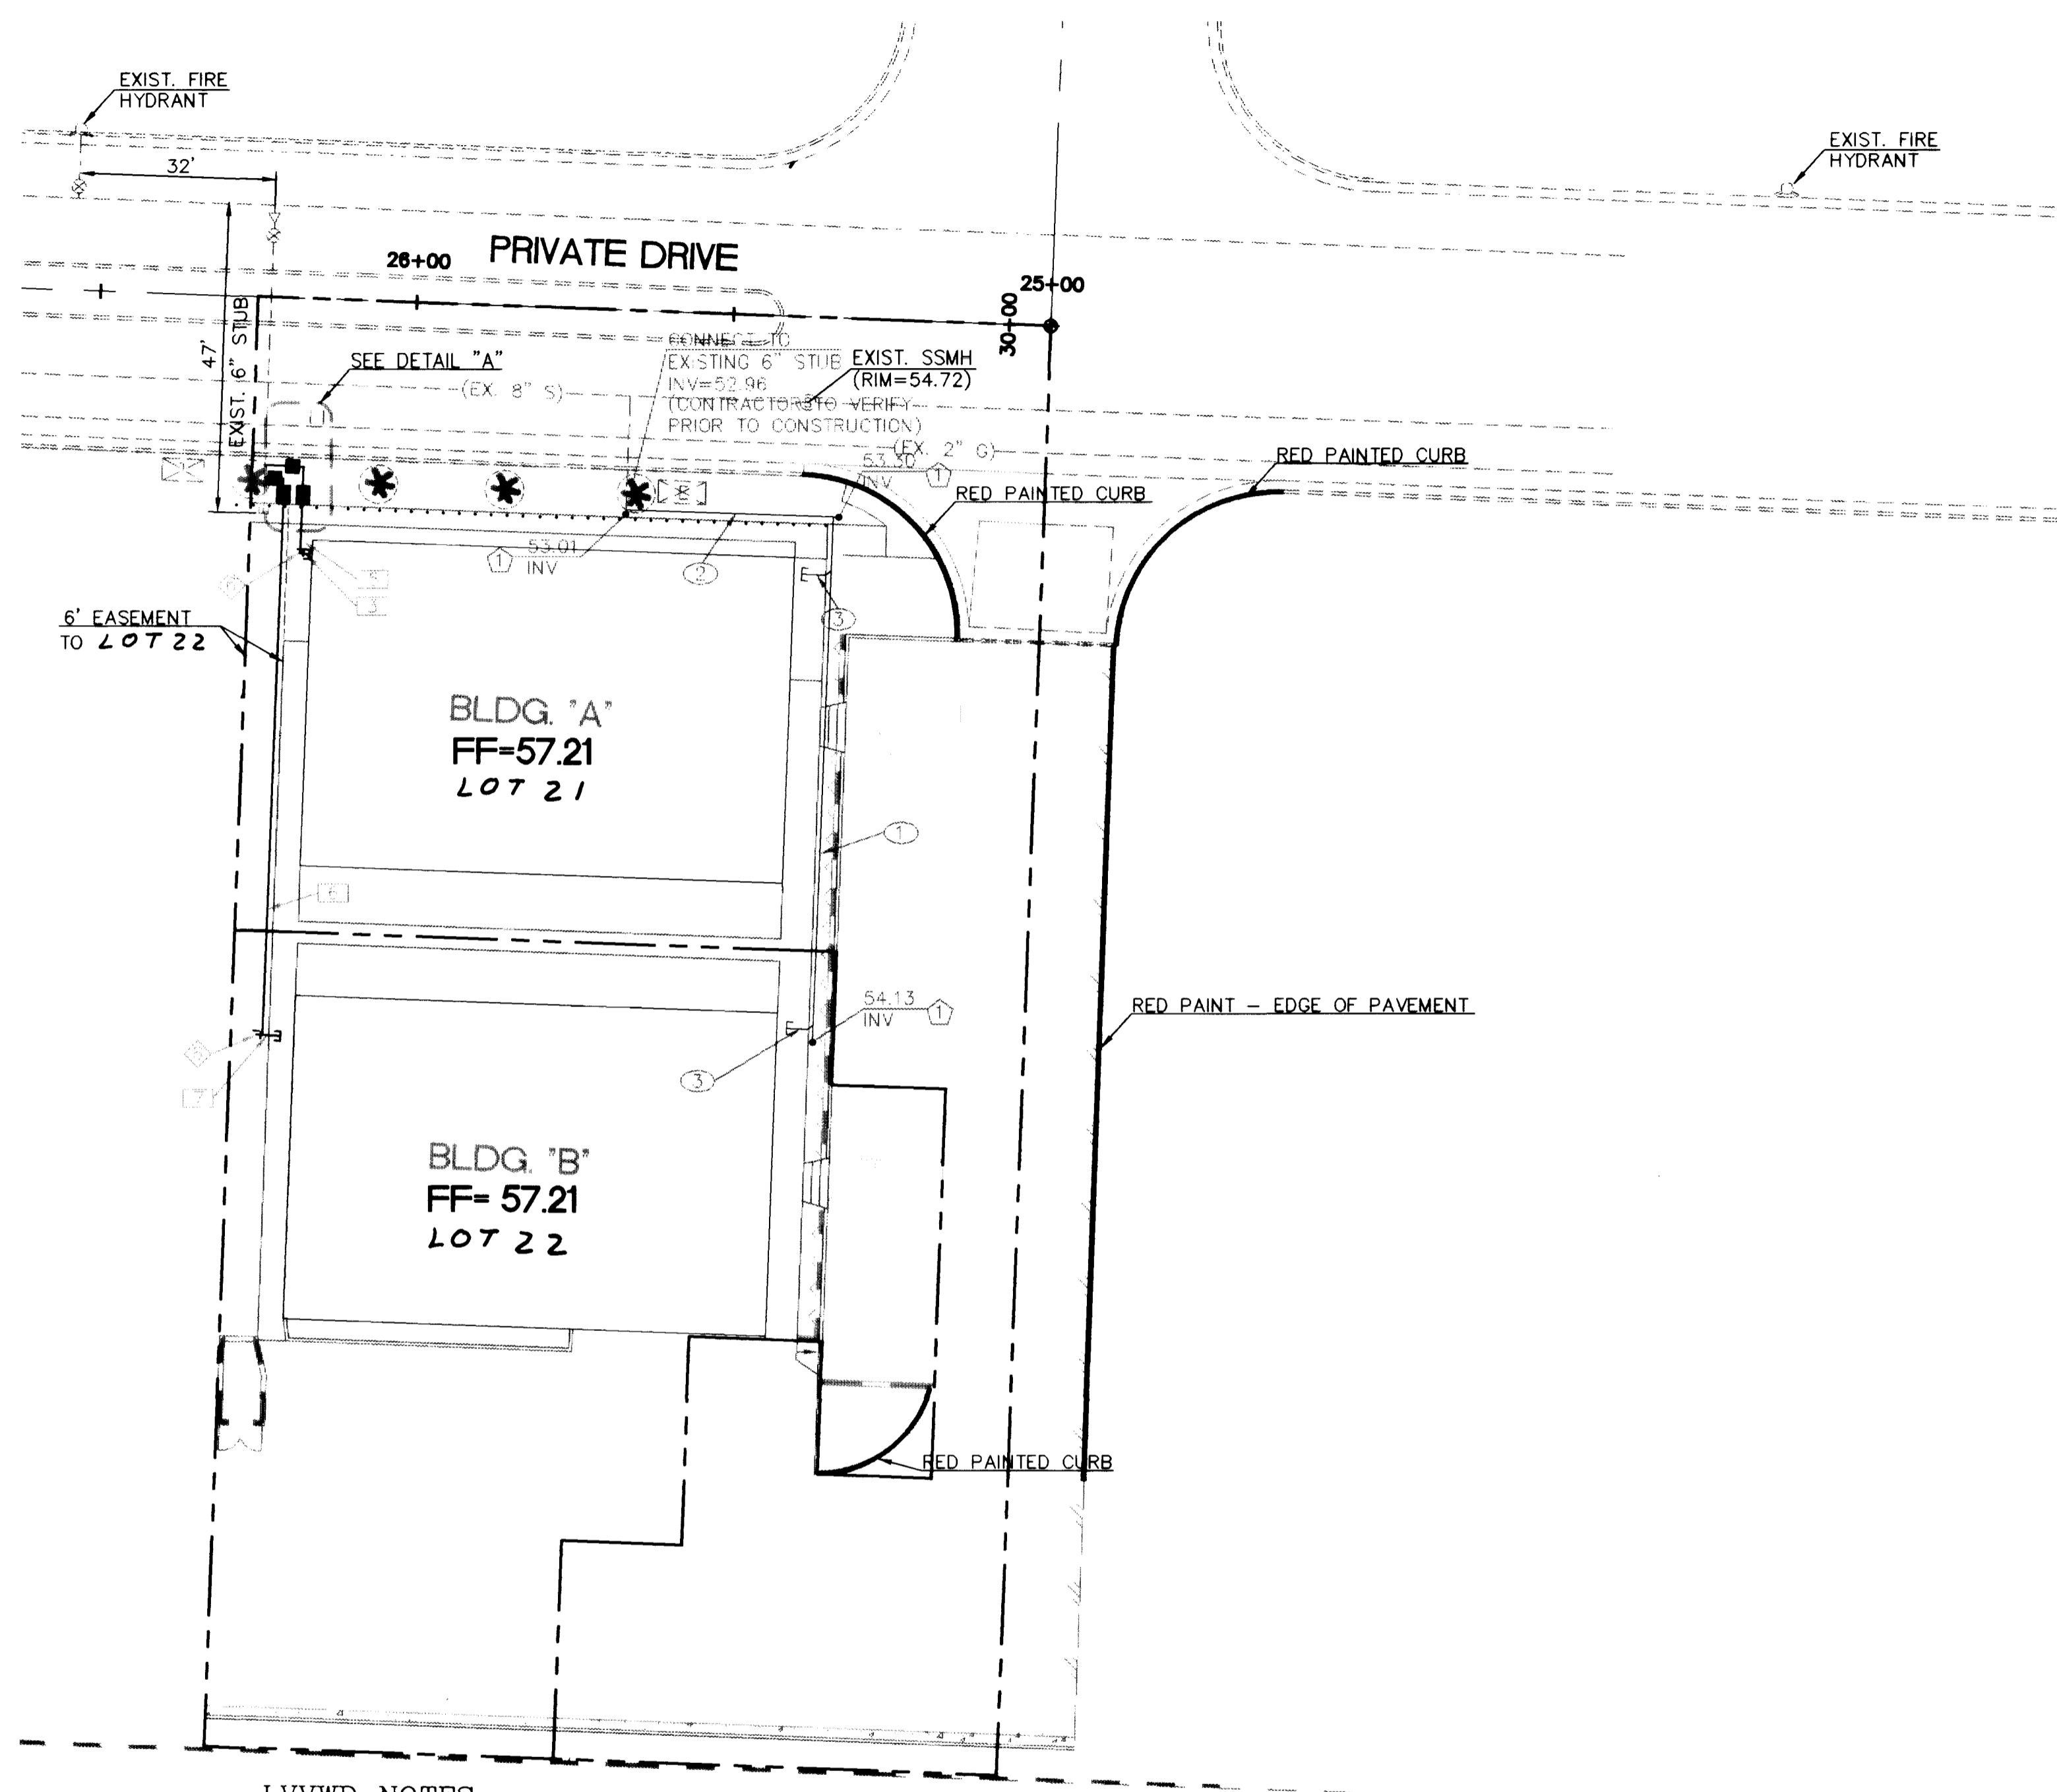 EXIST. FIRE
HYDRANT
EXIST. FIRE
HYDRANT
32'
PRIVATE DRIVE
26+00
25+00
30+00
47'
EXIST. 6" STUB
SEE DETAIL "A"
(EX. 8" S)
CONNECT TO
EXISTING 6" STUB
INV=52.96
(CONTRACTOR TO VERIFY
PRIOR TO CONSTRUCTION)
EXIST. SSMH
(RIM=54.72)
(EX. 2" G)
53.30
INV
1
RED PAINTED CURB
RED PAINTED CURB
53.01
INV
1
2
3
6' EASEMENT
TO LOT 22
BLDG. "A"
FF=57.21
LOT 21
1
6
54.13
INV
1
RED PAINT - EDGE OF PAVEMENT
3
7
BLDG. "B"
FF= 57.21
LOT 22
RED PAINTED CURB